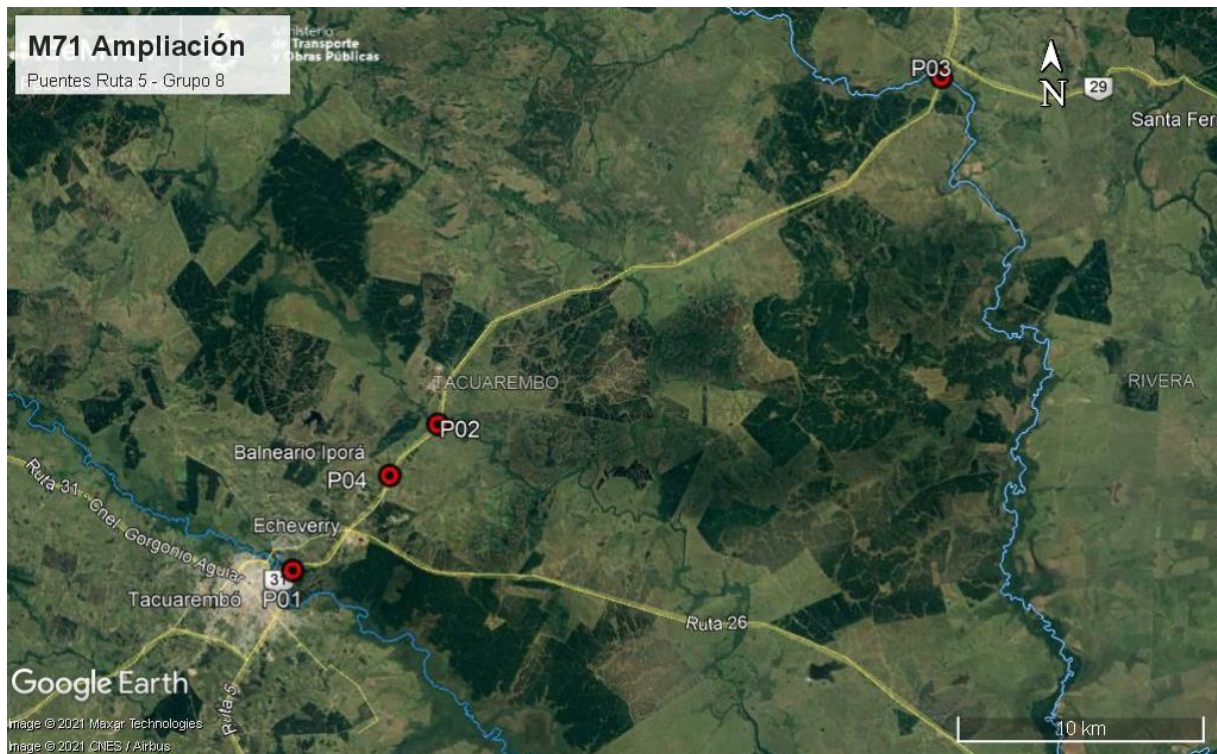 M71 Ampliación
Puentes Ruta 5 - Grupo 8
Ministerio
de Transporte
y Obras Públicas
P03
N
29
Santa Fer
TACUAREMBO
RIVERA
P02
Balneario Iporá
P04
Ruta 31 - Cnel. Gorgonio Aguiar
Echeverry
31
Tacuarembó
P01
Ruta 26
Ruta 5
Google Earth
Image © 2021 Maxar Technologies
Image © 2021 CNES / Airbus
10 km